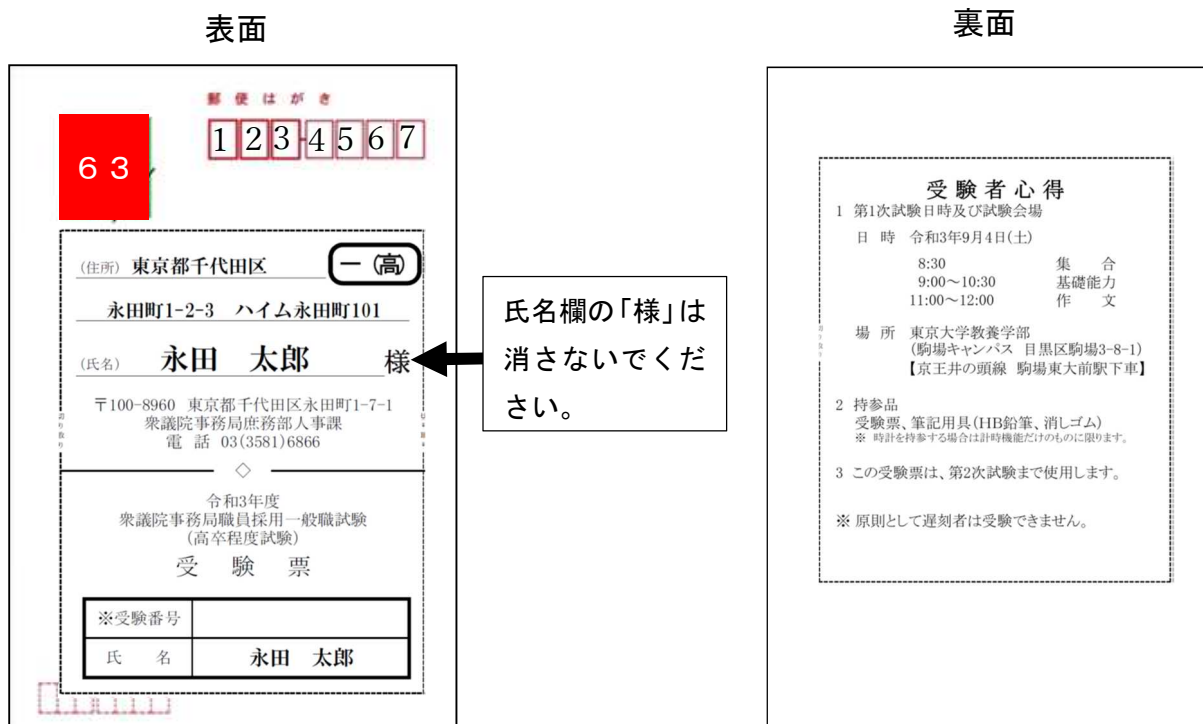 表面
郵便はがき
123-4567
63
(住所) 東京都千代田区
一(高)
永田町1-2-3 ハイム永田町101
(氏名) 永田 太郎 様
〒100-8960 東京都千代田区永田町1-7-1
衆議院事務局庶務部人事課
電 話 03(3581)6866
令和3年度
衆議院事務局職員採用一般職試験
(高卒程度試験)
受 験 票
※受験番号
氏 名 永田 太郎
氏名欄の「様」は
消さないでくだ
さい。
裏面
受験者心得
1 第1次試験日時及び試験会場
日 時 令和3年9月4日(土)
8:30 集 合
9:00~10:30 基礎能力
11:00~12:00 作 文
場 所 東京大学教養学部
(駒場キャンパス 目黒区駒場3-8-1)
【京王井の頭線 駒場東大前駅下車】
2 持参品
受験票、筆記用具(HB鉛筆、消しゴム)
※ 時計を持参する場合は計時機能だけのものに限ります。
3 この受験票は、第2次試験まで使用します。
※ 原則として遅刻者は受験できません。